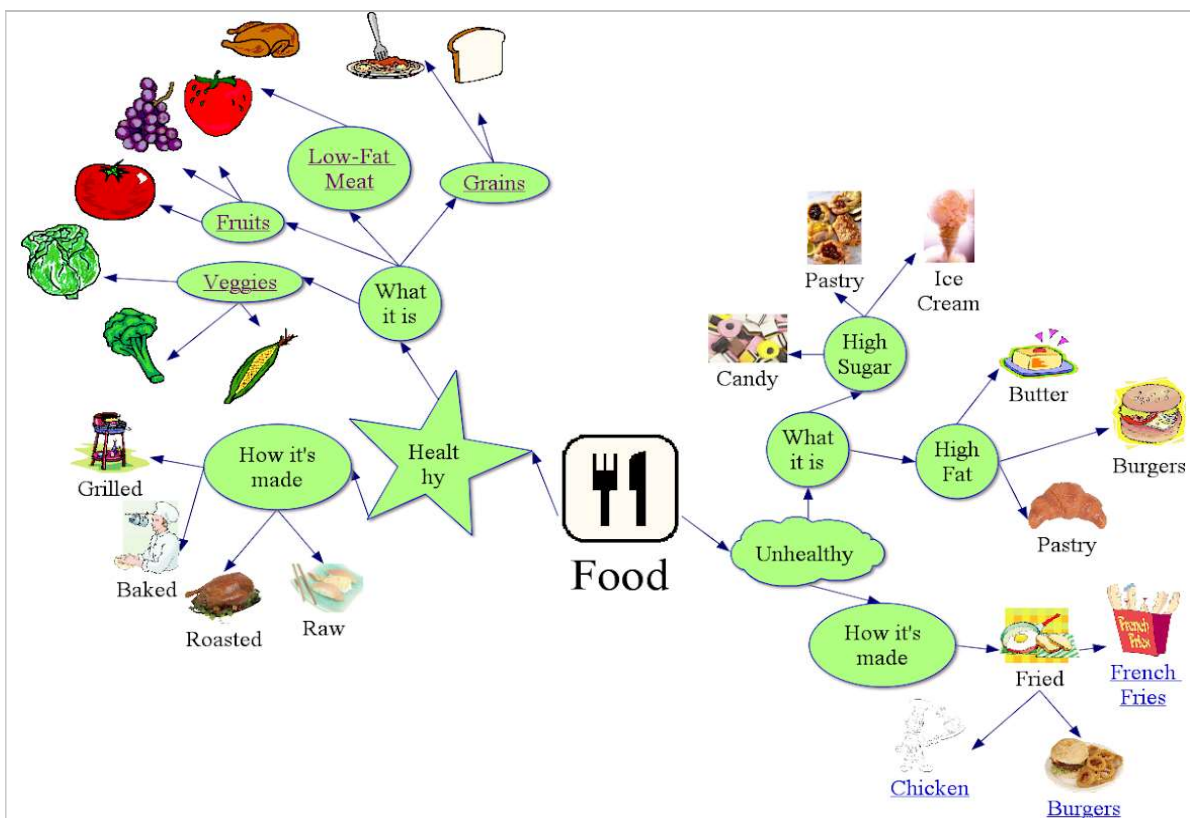 Low-Fat
Meat
Grains
Fruits
Veggies
What
it is
Healt
hy
How it's
made
Grilled
Baked
Roasted
Raw
Food
Pastry
Ice
Cream
Candy
High
Sugar
What
it is
High
Fat
Butter
Burgers
Pastry
Unhealthy
How it's
made
Fried
French
Fries
French
Fries
Chicken
Burgers